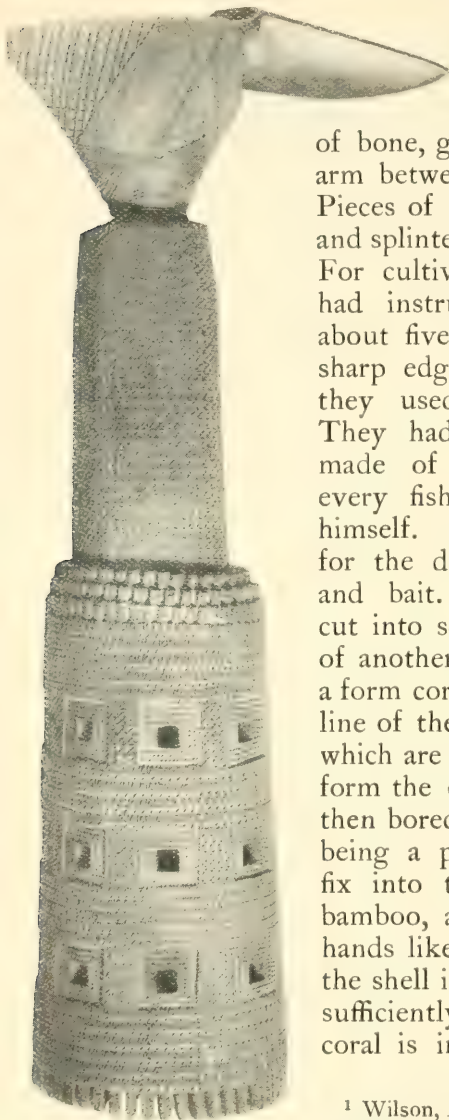 of bone, g
arm betwe
Pieces of
and splinte
For cultiv
had instru
about five
sharp edg
they used
They had
made of
every fish
himself.
for the d
and bait.
cut into s
of another
a form cor
line of the
which are
form the
then bored
being a p
fix into t
bamboo, a
hands like
the shell i
sufficiently
coral is i
¹ Wilson,